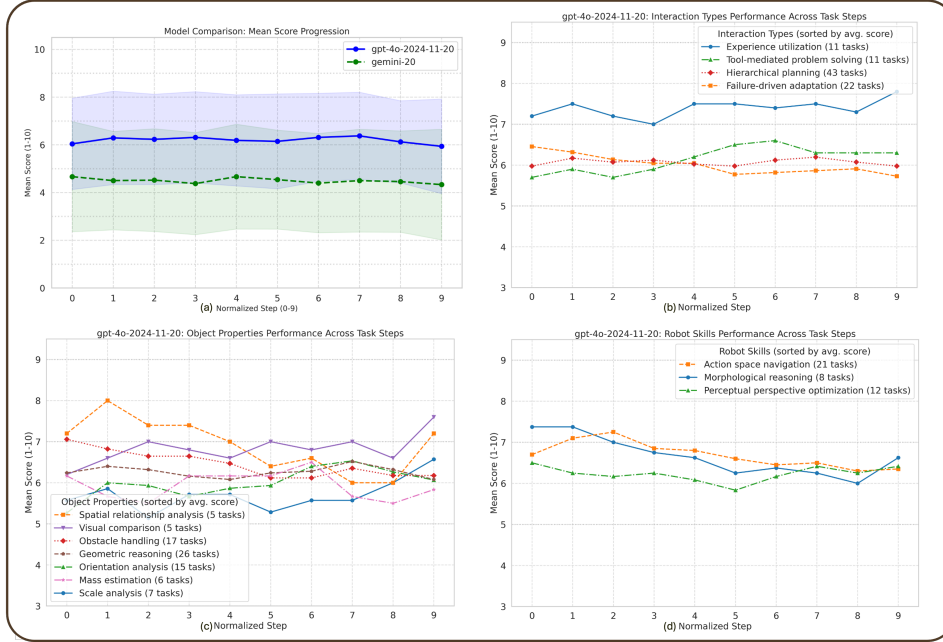 Model Comparison: Mean Score Progression
10
8
6
4
2
0
Mean Score (1-10)
gpt-4o-2024-11-20
gemini-20
0 1 2 3 4 5 6 7 8 9
(a) Normalized Step (0-9)
gpt-4o-2024-11-20: Interaction Types Performance Across Task Steps
9
8
7
6
5
4
3
Mean Score (1-10)
Interaction Types (sorted by avg. score)
Experience utilization (11 tasks)
Tool-mediated problem solving (11 tasks)
Hierarchical planning (43 tasks)
Failure-driven adaptation (22 tasks)
0 1 2 3 4 5 6 7 8 9
(b) Normalized Step
gpt-4o-2024-11-20: Object Properties Performance Across Task Steps
9
8
7
6
5
4
3
Mean Score (1-10)
Object Properties (sorted by avg. score)
Spatial relationship analysis (5 tasks)
Visual comparison (5 tasks)
Obstacle handling (17 tasks)
Geometric reasoning (26 tasks)
Orientation analysis (15 tasks)
Mass estimation (6 tasks)
Scale analysis (7 tasks)
0 1 2 3 4 5 6 7 8 9
(c) Normalized Step
gpt-4o-2024-11-20: Robot Skills Performance Across Task Steps
9
8
7
6
5
4
3
Mean Score (1-10)
Robot Skills (sorted by avg. score)
Action space navigation (21 tasks)
Morphological reasoning (8 tasks)
Perceptual perspective optimization (12 tasks)
0 1 2 3 4 5 6 7 8 9
(d) Normalized Step